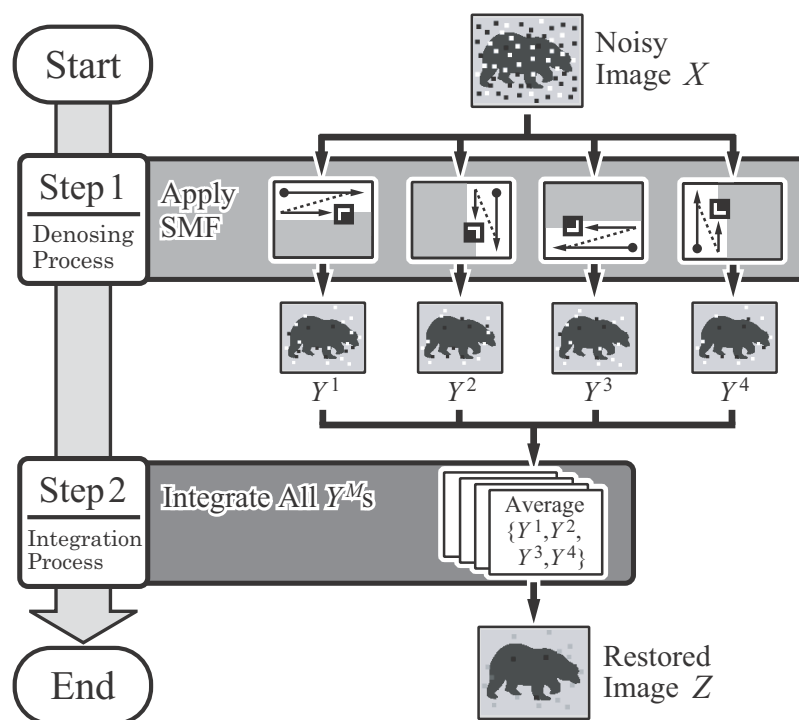 Start
Noisy
Image X
Step 1
Denosing
Process
Apply
SMF
Y¹
Y²
Y³
Y⁴
Step 2
Integration
Process
Integrate All Yᴹs
Average
{Y¹,Y²,
Y³,Y⁴}
End
Restored
Image Z